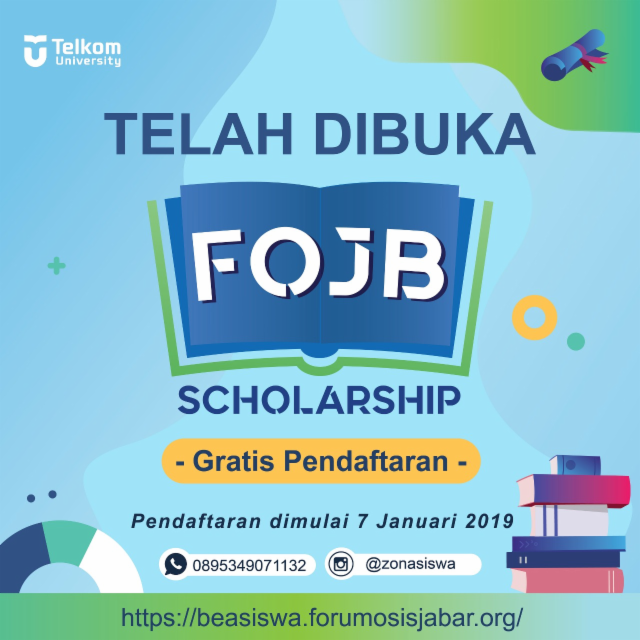 Telkom
University
TELAH DIBUKA
FOJB
SCHOLARSHIP
- Gratis Pendaftaran -
Pendaftaran dimulai 7 Januari 2019
0895349071132 @zonasiswa
https://beasiswa.forumosisjabar.org/